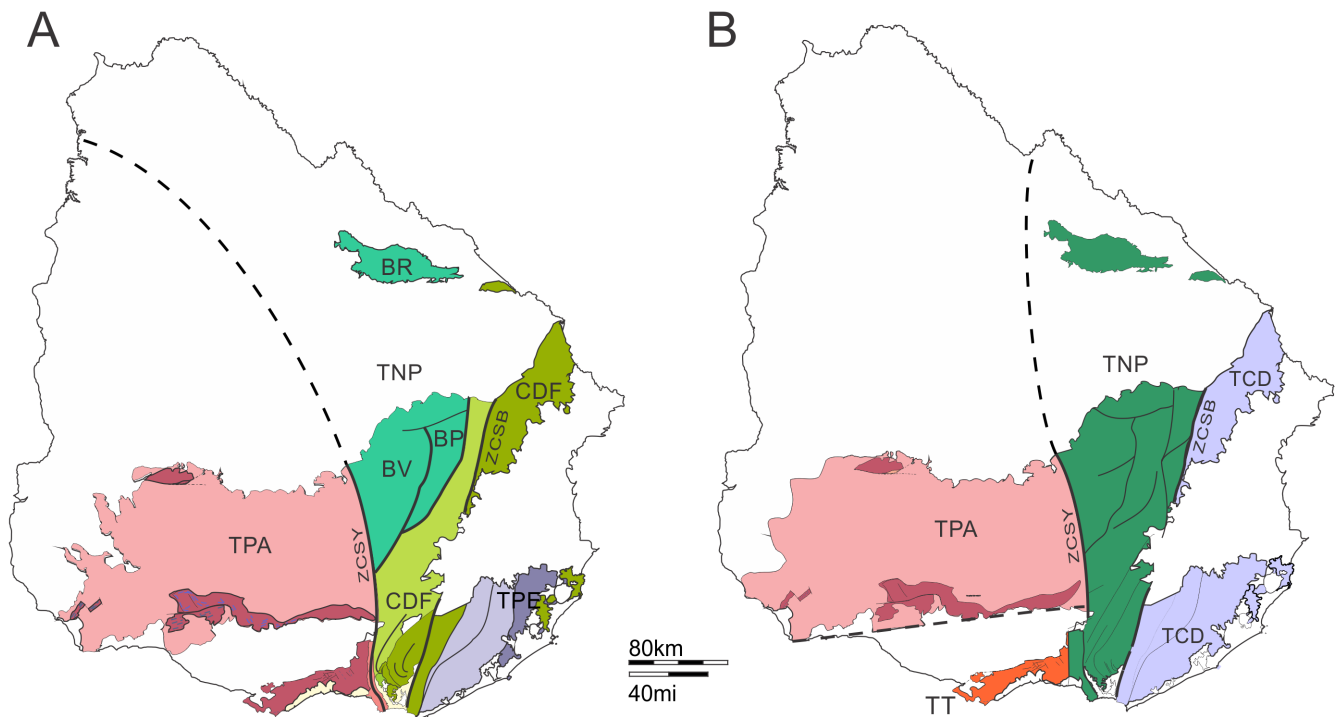 A
B
BR
TNP
CDF
ZCSB
BP
BV
TPA
ZCSY
CDF
TPE
80km
40mi
TNP
TCD
ZCSB
TPA
ZCSY
TCD
TT